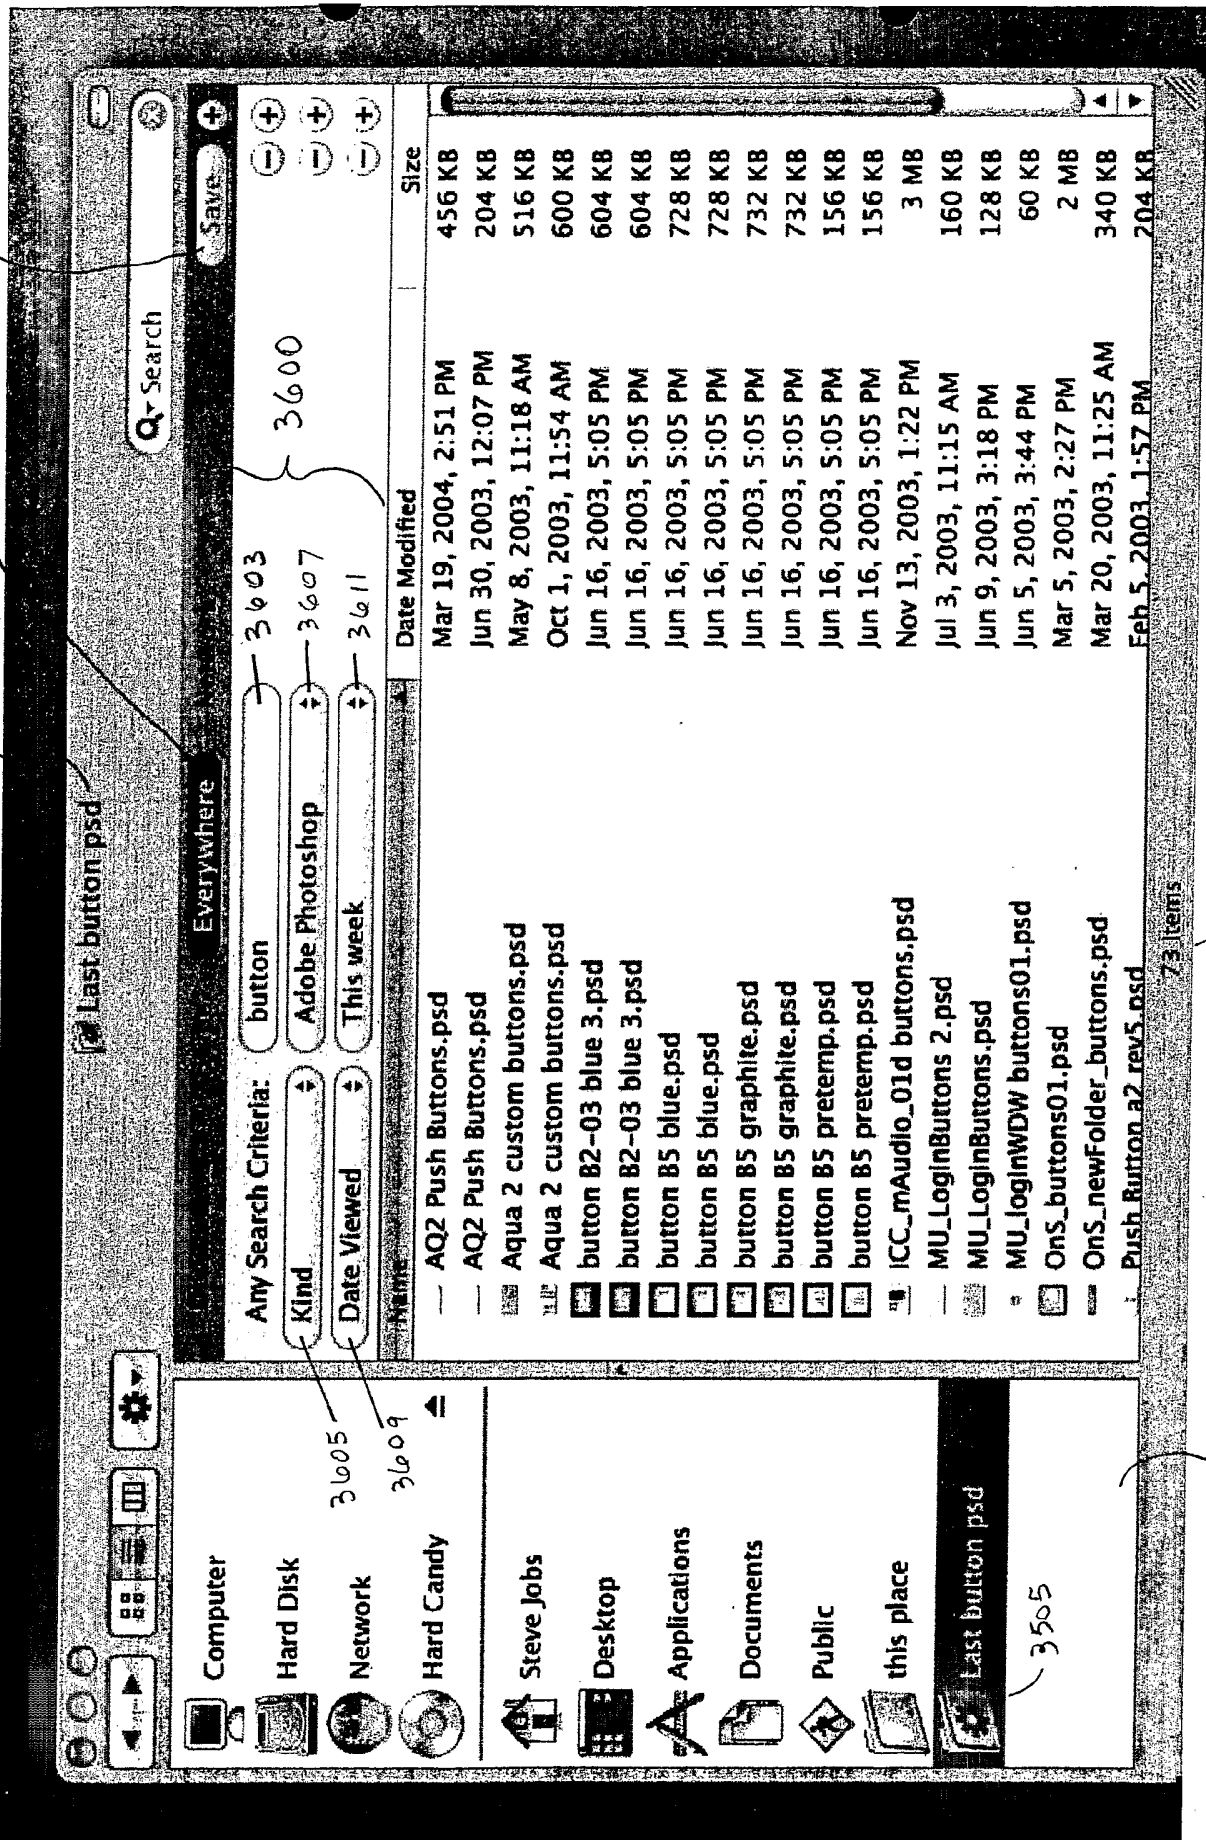 Last button psd
Search
Everywhere
Save
Any Search Criteria: button 3603
3605 Kind Adobe Photoshop 3607 3600
3609 Date Viewed This week 3611
Name Date Modified Size
Computer
Hard Disk
Network
Hard Candy
Steve Jobs
Desktop
Applications
Documents
Public
this place
Last button psd
3505
AQ2 Push Buttons.psd Mar 19, 2004, 2:51 PM 456 KB
AQ2 Push Buttons.psd Jun 30, 2003, 12:07 PM 204 KB
Aqua 2 custom buttons.psd May 8, 2003, 11:18 AM 516 KB
Aqua 2 custom buttons.psd Oct 1, 2003, 11:54 AM 600 KB
button B2-03 blue 3.psd Jun 16, 2003, 5:05 PM 604 KB
button B2-03 blue 3.psd Jun 16, 2003, 5:05 PM 604 KB
button B5 blue.psd Jun 16, 2003, 5:05 PM 728 KB
button B5 blue.psd Jun 16, 2003, 5:05 PM 728 KB
button B5 graphite.psd Jun 16, 2003, 5:05 PM 732 KB
button B5 graphite.psd Jun 16, 2003, 5:05 PM 732 KB
button B5 pretemp.psd Jun 16, 2003, 5:05 PM 156 KB
button B5 pretemp.psd Jun 16, 2003, 5:05 PM 156 KB
ICC_mAudio_01d buttons.psd Nov 13, 2003, 1:22 PM 3 MB
MU_LoginButtons 2.psd Jul 3, 2003, 11:15 AM 160 KB
MU_LoginButtons.psd Jun 9, 2003, 3:18 PM 128 KB
MU_loginWDW buttons01.psd Jun 5, 2003, 3:44 PM 60 KB
OnS_buttons01.psd Mar 5, 2003, 2:27 PM 2 MB
OnS_newFolder_buttons.psd Mar 20, 2003, 11:25 AM 340 KB
Push Button a2 rev5.psd Feb 5, 2003, 1:57 PM 204 KB
73 items